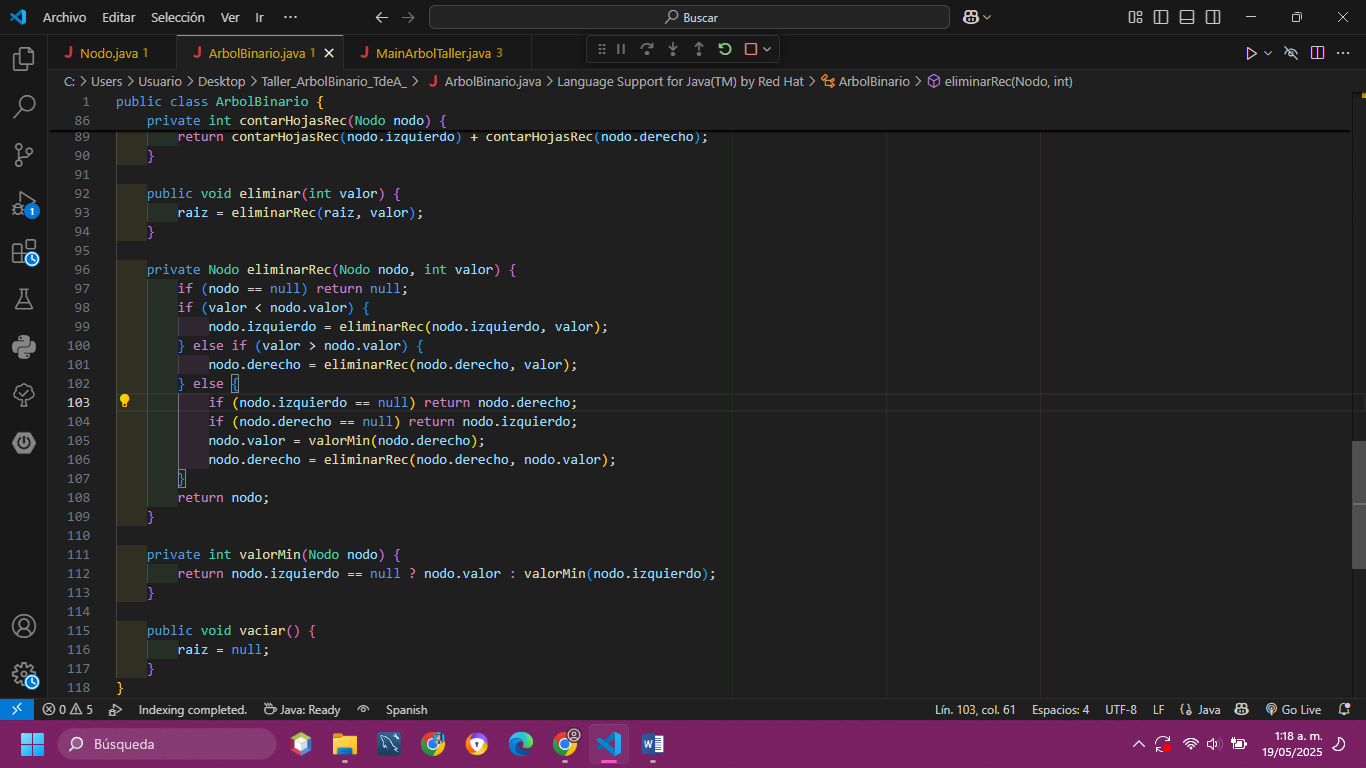 Archivo Editar Selección Ver Ir ··· Buscar
Nodo.java 1 ArbolBinario.java 1 MainArbolTaller.java 3
C: > Users > Usuario > Desktop > Taller_ArbolBinario_TdeA_ > ArbolBinario.java > Language Support for Java(TM) by Red Hat > ArbolBinario > eliminarRec(Nodo, int)
1 public class ArbolBinario {
86 private int contarHojasRec(Nodo nodo) {
89 return contarHojasRec(nodo.izquierdo) + contarHojasRec(nodo.derecho);
90 }
91
92 public void eliminar(int valor) {
93 raiz = eliminarRec(raiz, valor);
94 }
95
96 private Nodo eliminarRec(Nodo nodo, int valor) {
97 if (nodo == null) return null;
98 if (valor < nodo.valor) {
99 nodo.izquierdo = eliminarRec(nodo.izquierdo, valor);
100 } else if (valor > nodo.valor) {
101 nodo.derecho = eliminarRec(nodo.derecho, valor);
102 } else {
103 if (nodo.izquierdo == null) return nodo.derecho;
104 if (nodo.derecho == null) return nodo.izquierdo;
105 nodo.valor = valorMin(nodo.derecho);
106 nodo.derecho = eliminarRec(nodo.derecho, nodo.valor);
107 }
108 return nodo;
109 }
110
111 private int valorMin(Nodo nodo) {
112 return nodo.izquierdo == null ? nodo.valor : valorMin(nodo.izquierdo);
113 }
114
115 public void vaciar() {
116 raiz = null;
117 }
118 }
1
0 5 Indexing completed. Java: Ready Spanish Lín. 103, col. 61 Espacios: 4 UTF-8 LF {} Java Go Live
Búsqueda
1:18 a. m.
19/05/2025